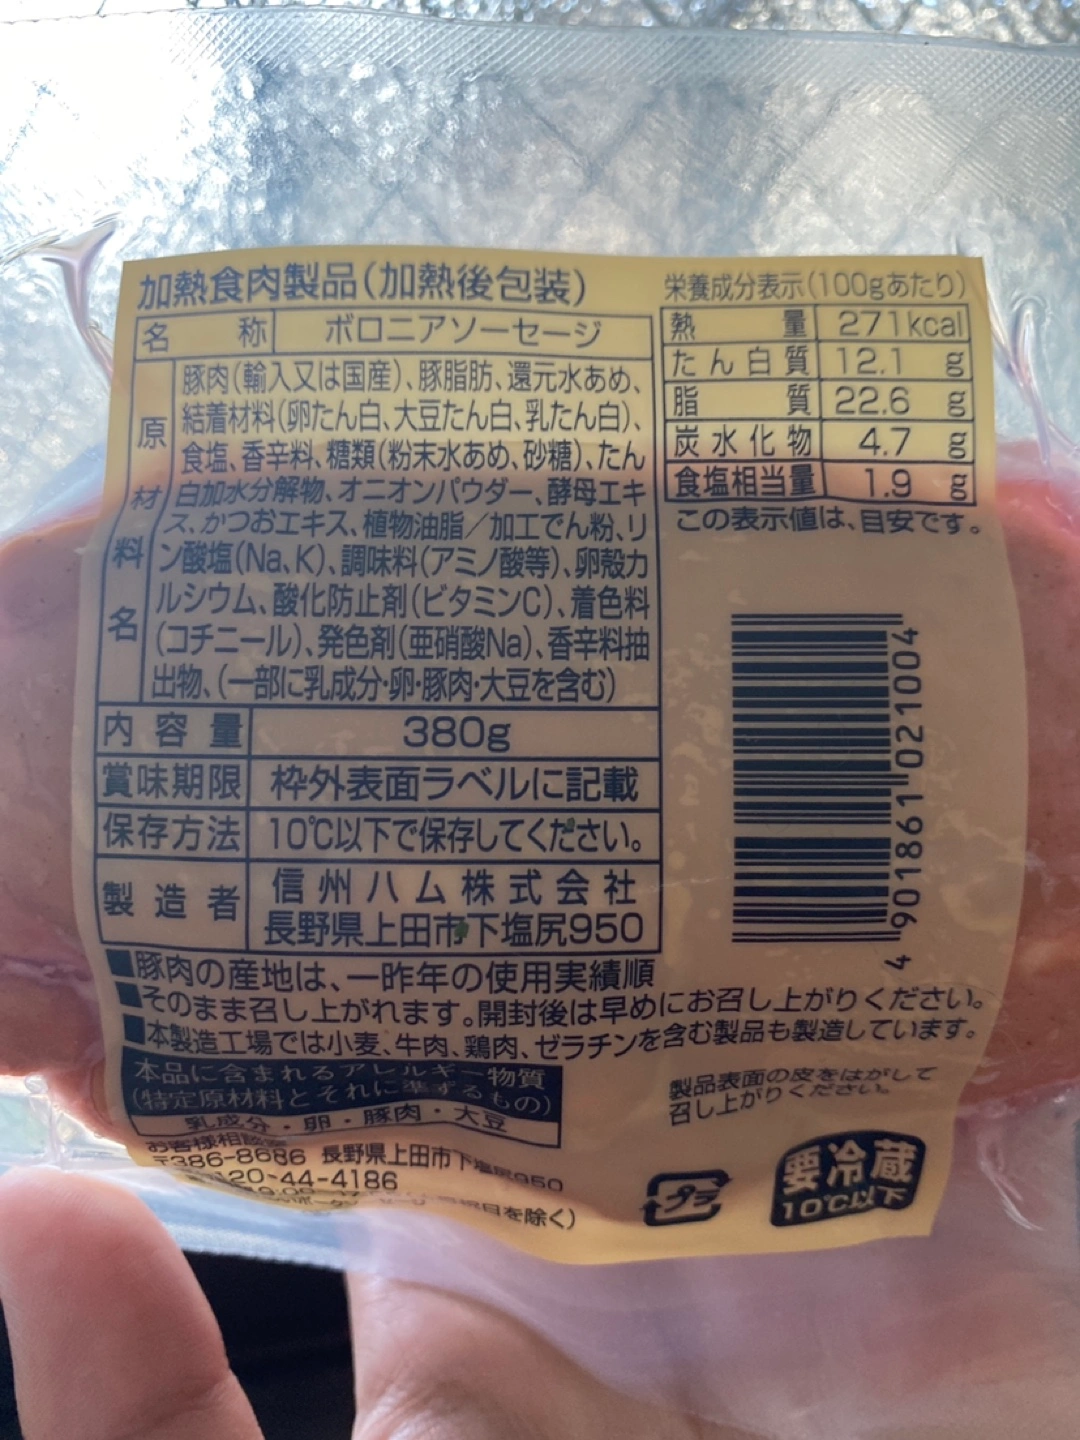 加熱食肉製品(加熱後包装)
名称 ボロニアソーセージ
原材料名
豚肉(輸入又は国産)、豚脂肪、還元水あめ、
結着材料(卵たん白、大豆たん白、乳たん白)、
食塩、香辛料、糖類(粉末水あめ、砂糖)、たん
白加水分解物、オニオンパウダー、酵母エキ
ス、かつおエキス、植物油脂/加工でん粉、リ
ン酸塩(Na、K)、調味料(アミノ酸等)、卵殻カ
ルシウム、酸化防止剤(ビタミンC)、着色料
(コチニール)、発色剤(亜硝酸Na)、香辛料抽
出物、(一部に乳成分・卵・豚肉・大豆を含む)
内容量 380g
賞味期限 枠外表面ラベルに記載
保存方法 10℃以下で保存してください。
製造者 信州ハム株式会社
長野県上田市下塩尻950
栄養成分表示(100gあたり)
熱量 271kcal
たん白質 12.1 g
脂質 22.6 g
炭水化物 4.7 g
食塩相当量 1.9 g
この表示値は、目安です。
4 901861 021004
■豚肉の産地は、一昨年の使用実績順
■そのまま召し上がれます。開封後は早めにお召し上がりください。
■本製造工場では小麦、牛肉、鶏肉、ゼラチンを含む製品も製造しています。
本品に含まれるアレルギー物質
(特定原材料とそれに準ずるもの)
乳成分・卵・豚肉・大豆
製品表面の皮をはがして
召し上がりください。
お客様相談室
〒386-8686 長野県上田市下塩尻950
20-44-4186
日を除く)
プラ
要冷蔵
10℃以下